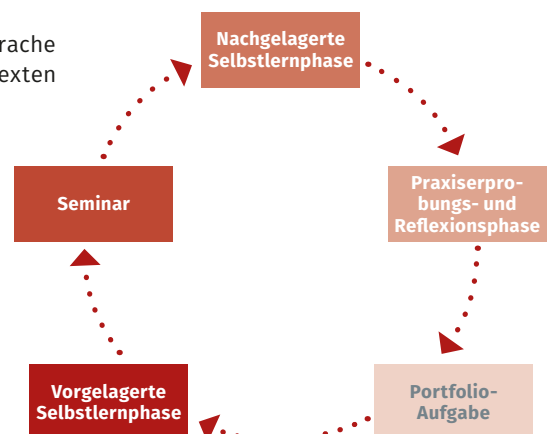 rache
exten
Nachgelagerte
Selbstlernphase
Seminar
Praxiserpro-
bungs- und
Reflexionsphase
Vorgelagerte
Selbstlernphase
Portfolio-
Aufgabe